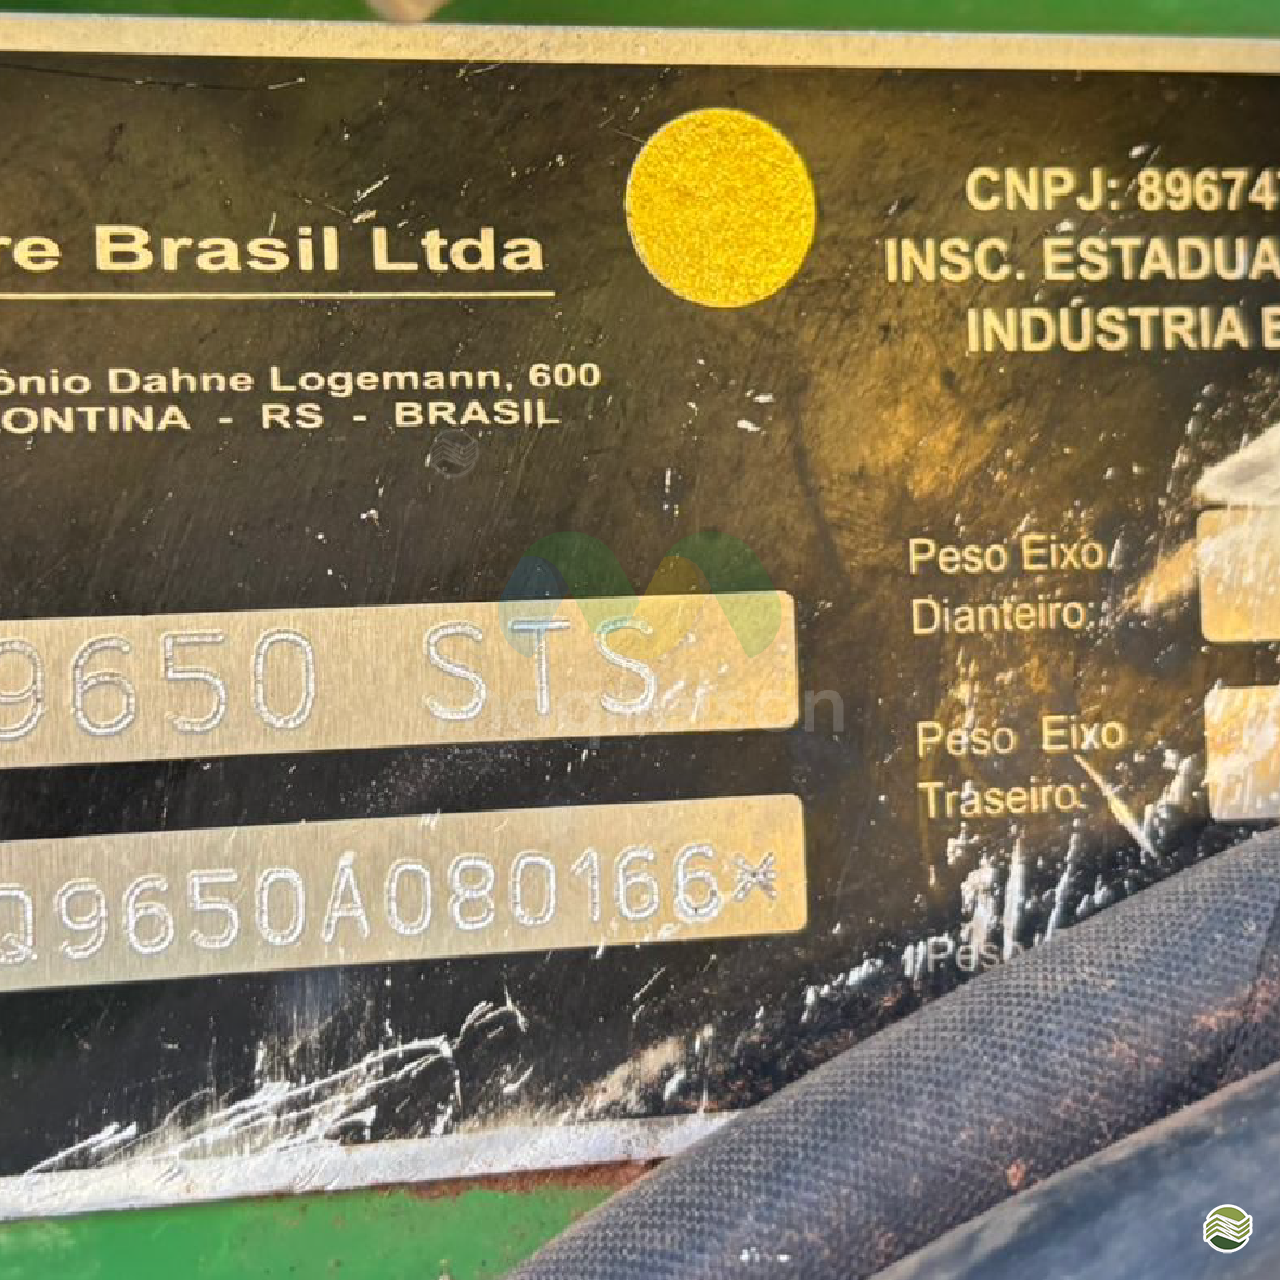 re Brasil Ltda
ônio Dahne Logemann, 600
ONTINA - RS - BRASIL
CNPJ: 89674
INSC. ESTADUA
INDÚSTRIA B
9650 STS
Q9650A080166*
Peso Eixo
Dianteiro:
Peso Eixo
Traseiro:
Peso